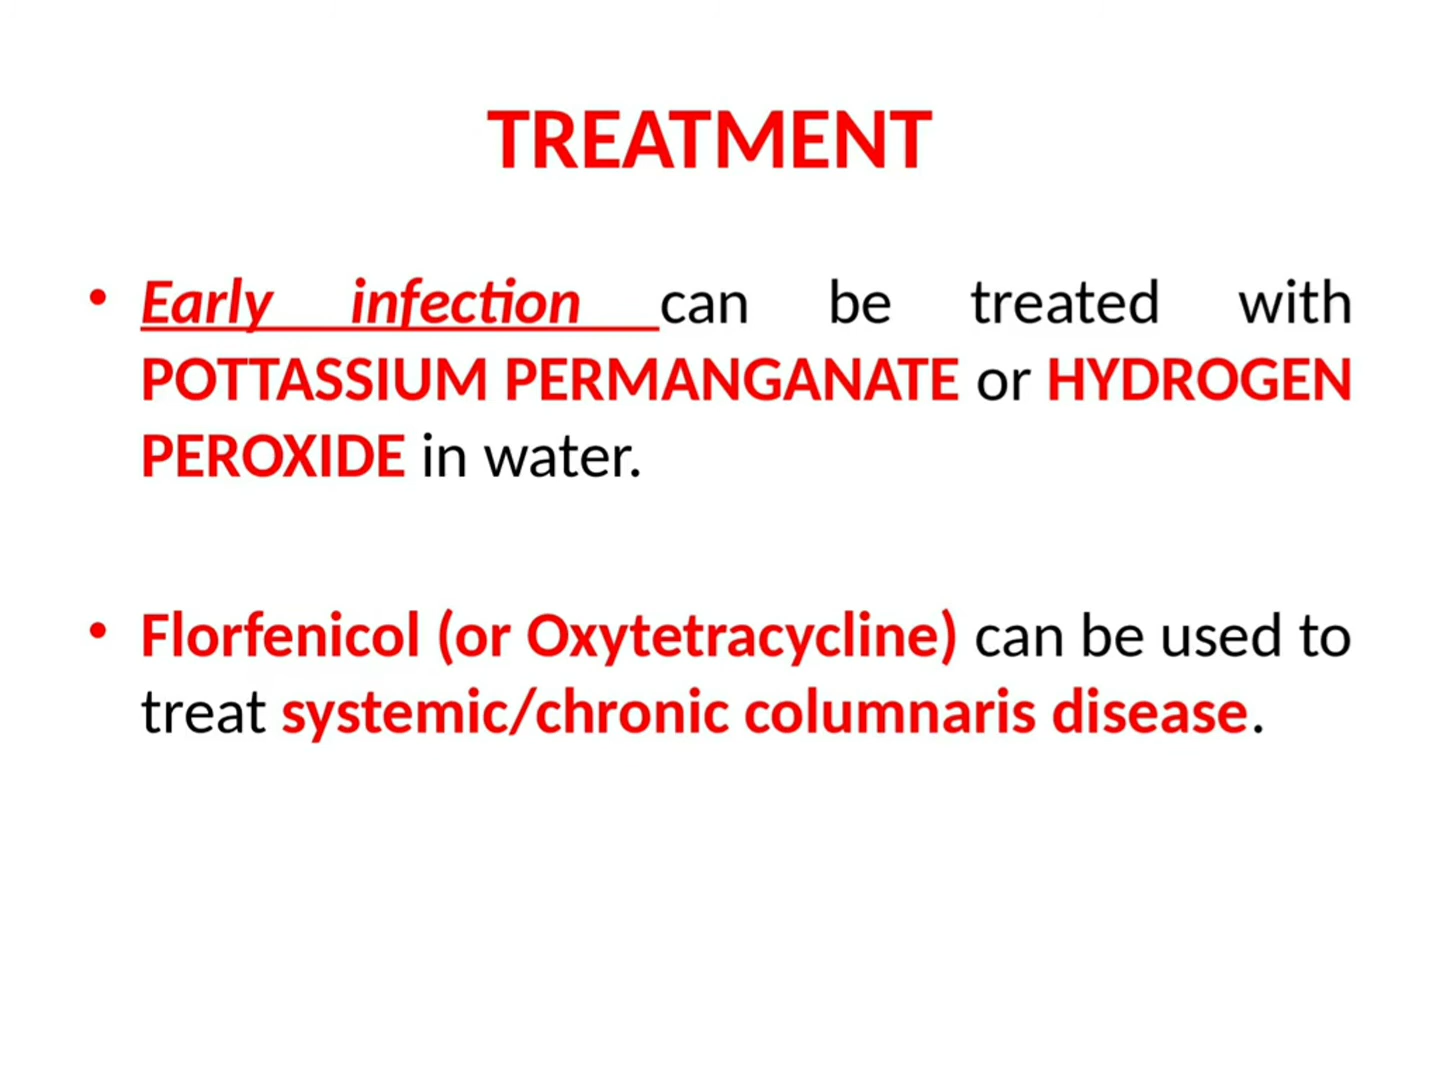 TREATMENT
• Early infection can be treated with
POTTASSIUM PERMANGANATE or HYDROGEN
PEROXIDE in water.
• Florfenicol (or Oxytetracycline) can be used to
treat systemic/chronic columnaris disease.